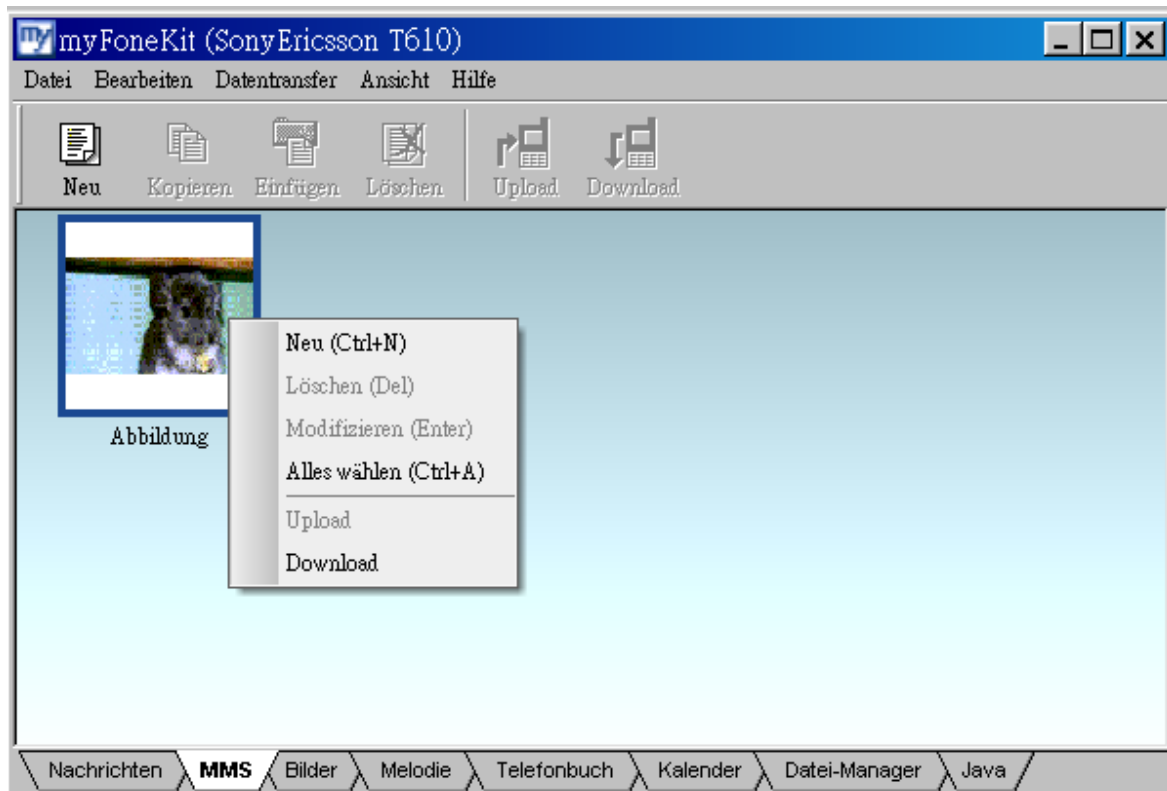 my myFoneKit (SonyEricsson T610)
Datei Bearbeiten Datentransfer Ansicht Hilfe
Neu Kopieren Einfügen Löschen Upload Download
Neu (Ctrl+N)
Löschen (Del)
Abbildung Modifizieren (Enter)
Alles wählen (Ctrl+A)
Upload
Download
Nachrichten MMS Bilder Melodie Telefonbuch Kalender Datei-Manager Java